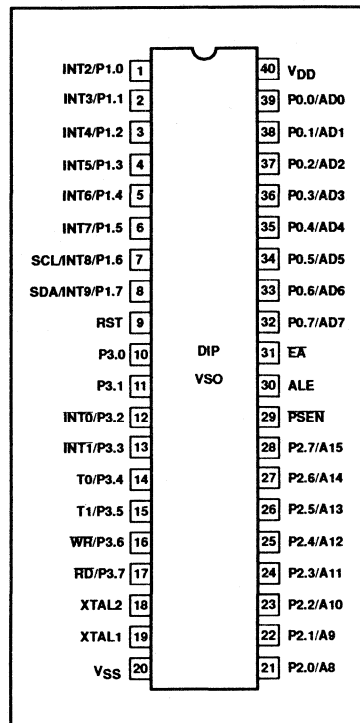 INT2/P1.0 1 40 VDD
INT3/P1.1 2 39 P0.0/AD0
INT4/P1.2 3 38 P0.1/AD1
INT5/P1.3 4 37 P0.2/AD2
INT6/P1.4 5 36 P0.3/AD3
INT7/P1.5 6 35 P0.4/AD4
SCL/INT8/P1.6 7 34 P0.5/AD5
SDA/INT9/P1.7 8 33 P0.6/AD6
RST 9 32 P0.7/AD7
P3.0 10 DIP 31 E̅A̅
P3.1 11 VSO 30 ALE
I̅N̅T̅0̅/P3.2 12 29 P̅S̅E̅N̅
I̅N̅T̅1̅/P3.3 13 28 P2.7/A15
T0/P3.4 14 27 P2.6/A14
T1/P3.5 15 26 P2.5/A13
W̅R̅/P3.6 16 25 P2.4/A12
R̅D̅/P3.7 17 24 P2.3/A11
XTAL2 18 23 P2.2/A10
XTAL1 19 22 P2.1/A9
VSS 20 21 P2.0/A8